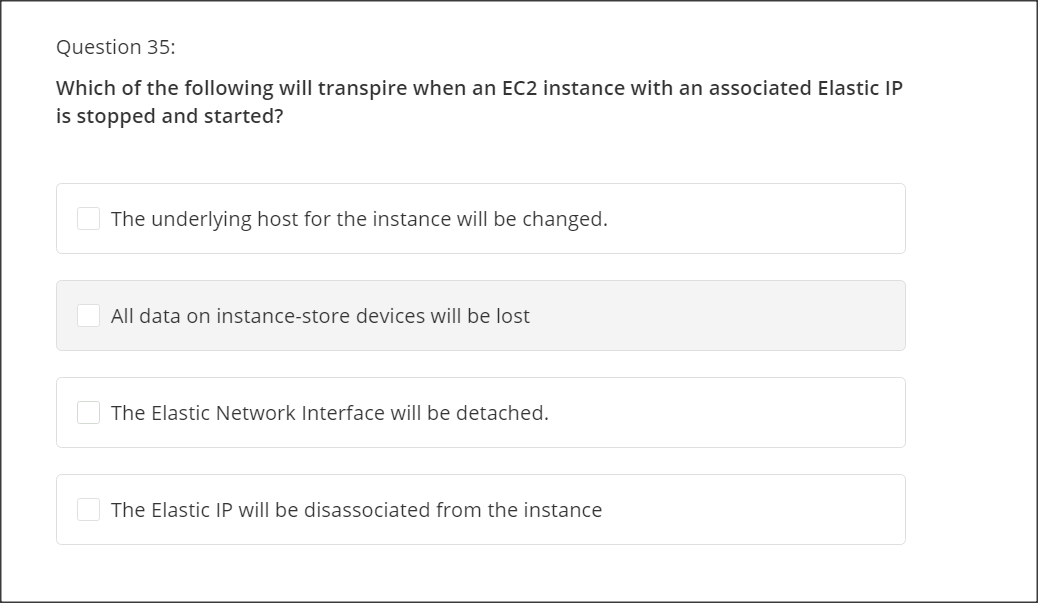 Question 35:
Which of the following will transpire when an EC2 instance with an associated Elastic IP
is stopped and started?
The underlying host for the instance will be changed.
All data on instance-store devices will be lost
The Elastic Network Interface will be detached.
The Elastic IP will be disassociated from the instance